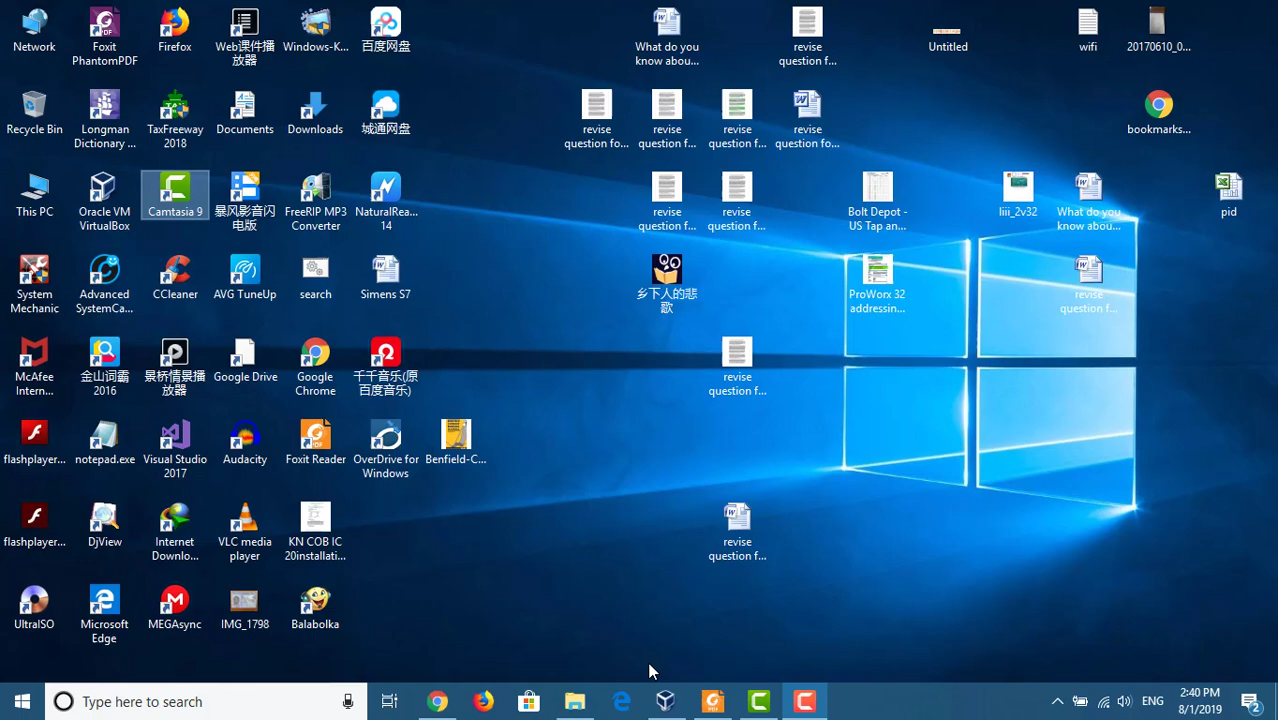 Network
Foxit
PhantomPDF
Firefox
Web课件播
放器
Windows-K...
百度网盘
What do you
know abou...
revise
question f...
Untitled
wifi
20170610_0...
Recycle Bin
Longman
Dictionary ...
TaxFreeway
2018
Documents
Downloads
城通网盘
revise
question fo...
revise
question f...
revise
question f...
revise
question fo...
bookmarks...
This PC
Oracle VM
VirtualBox
Camtasia 9
暴风影音闪
电版
FreeRIP MP3
Converter
NaturalRea...
14
revise
question f...
revise
question f...
Bolt Depot -
US Tap an...
liii_2v32
What do you
know abou...
pid
System
Mechanic
Advanced
SystemCa...
CCleaner
AVG TuneUp
search
Simens S7
乡下人的悲
歌
ProWorx 32
addressin...
revise
question f...
McAfee
Intern...
金山词霸
2016
景桥情景播
放器
Google Drive
Google
Chrome
千千音乐(原
百度音乐)
revise
question f...
flashplayer...
notepad.exe
Visual Studio
2017
Audacity
Foxit Reader
OverDrive for
Windows
Benfield-C...
flashplayer...
DjView
Internet
Downlo...
VLC media
player
KN COB IC
20installati...
revise
question f...
UltraISO
Microsoft
Edge
MEGAsync
IMG_1798
Balabolka
Type here to search
ENG
2:40 PM
8/1/2019
2